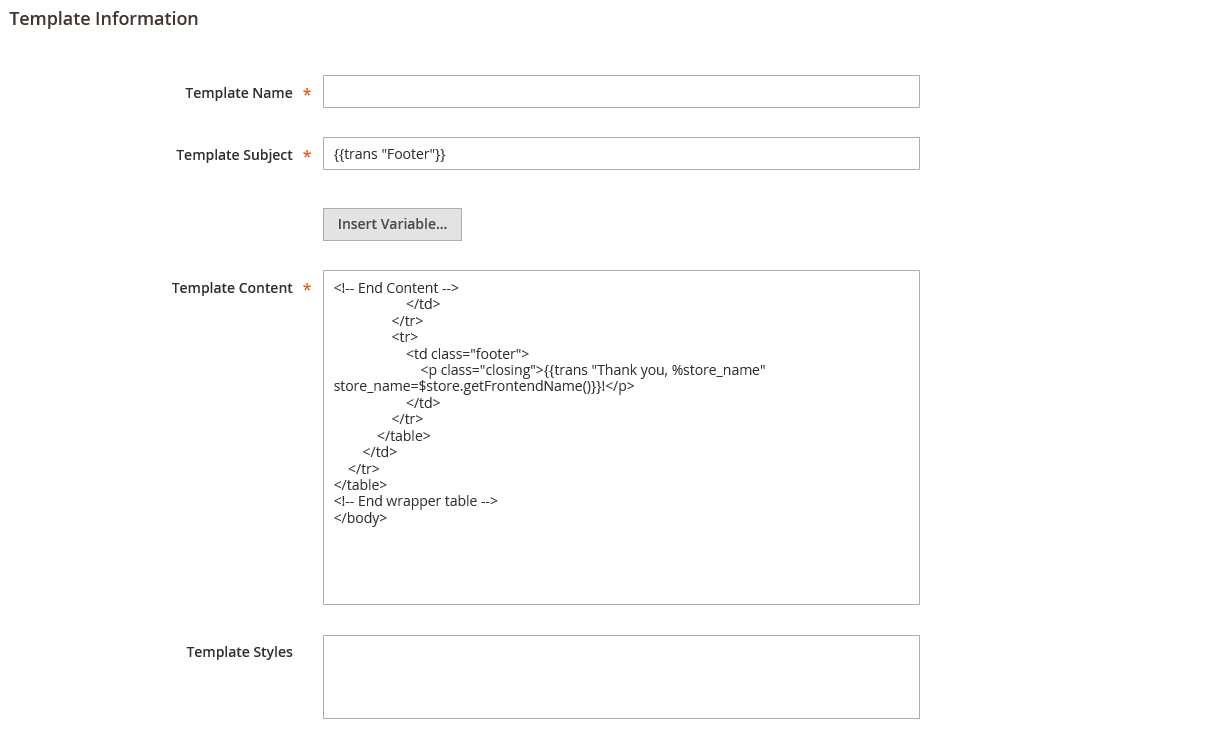 Template Information
Template Name *
Template Subject * {{trans "Footer"}}
Insert Variable...
Template Content *
<!-- End Content -->
                    </td>
                </tr>
                <tr>
                    <td class="footer">
                        <p class="closing">{{trans "Thank you, %store_name"
store_name=$store.getFrontendName()}}!</p>
                    </td>
                </tr>
            </table>
        </td>
    </tr>
</table>
<!-- End wrapper table -->
</body>
Template Styles